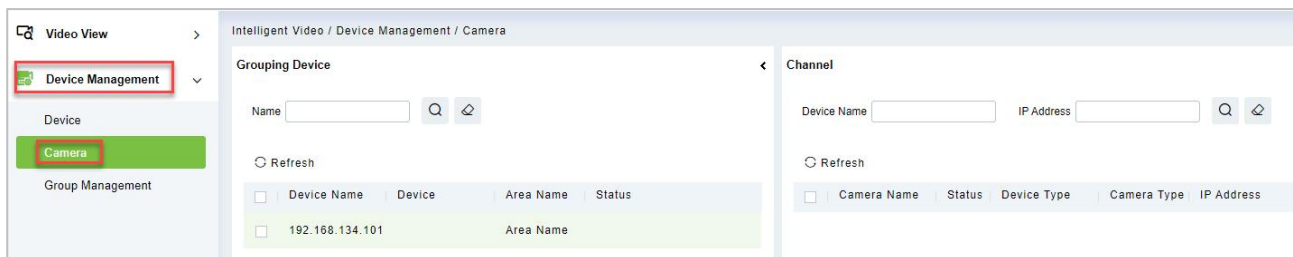 Video View
Device Management
Device
Camera
Group Management
Intelligent Video / Device Management / Camera
Grouping Device
Name
Refresh
Device Name Device Area Name Status
192.168.134.101 Area Name
Channel
Device Name IP Address
Refresh
Camera Name Status Device Type Camera Type IP Address